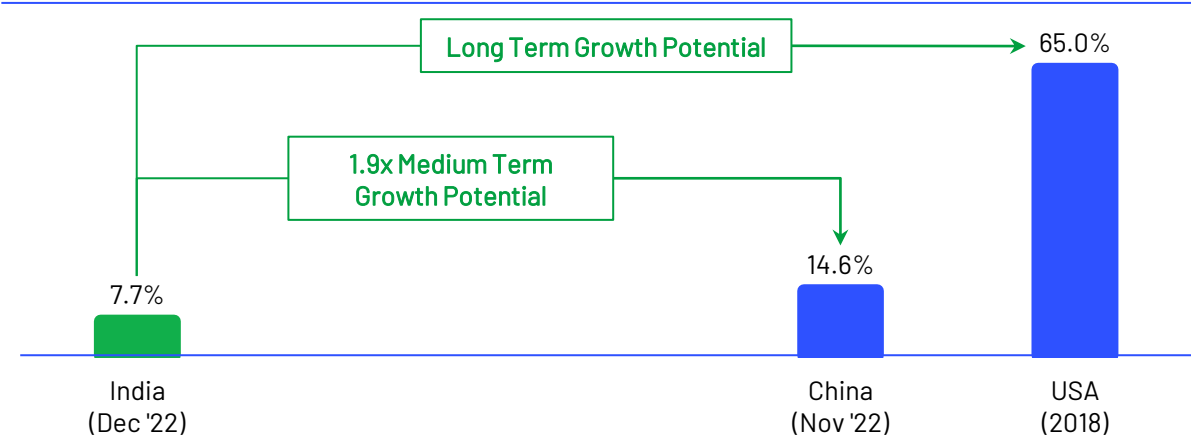 Long Term Growth Potential
65.0%
1.9x Medium Term
Growth Potential
14.6%
7.7%
India
(Dec '22)
China
(Nov '22)
USA
(2018)